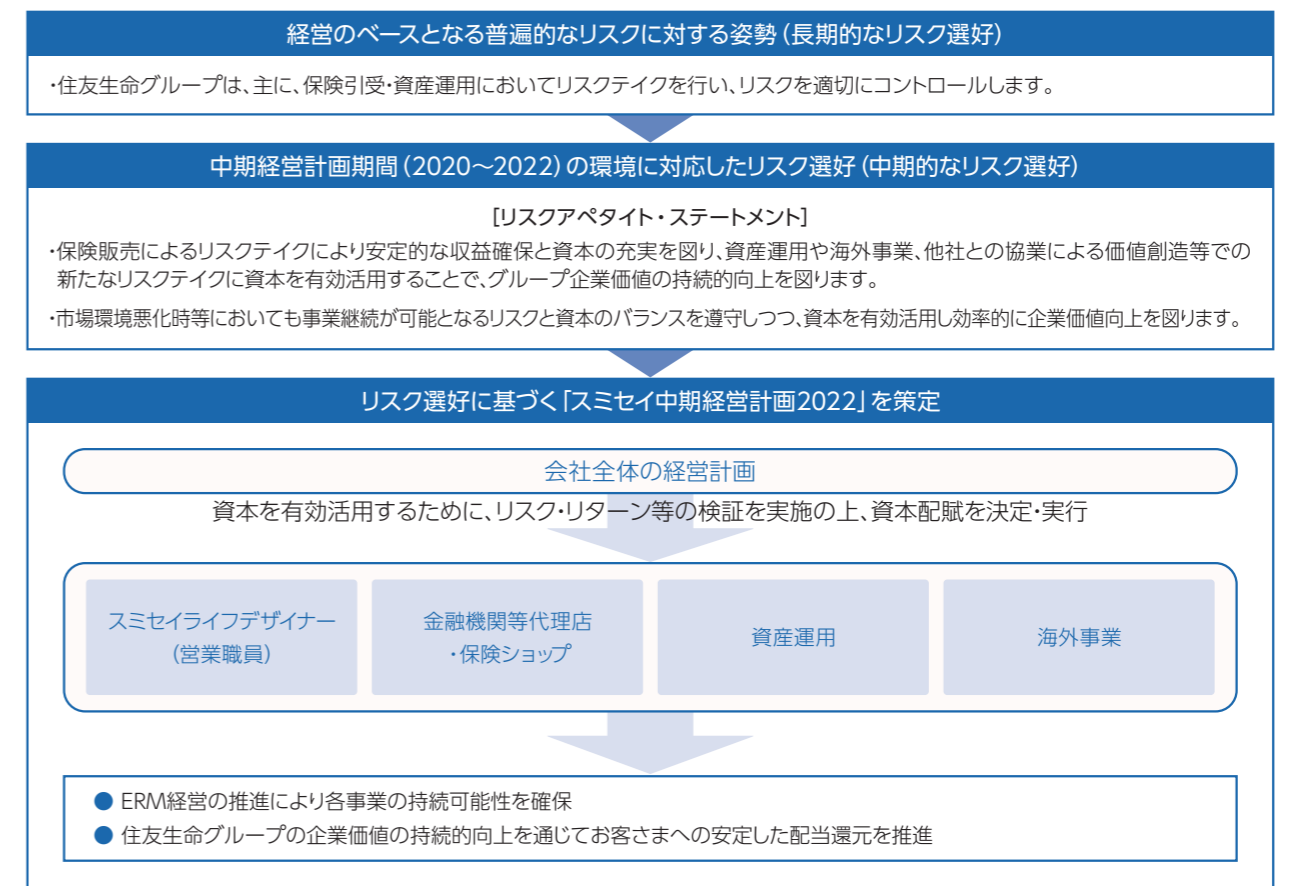 経営のベースとなる普遍的なリスクに対する姿勢（長期的なリスク選好）
・住友生命グループは、主に、保険引受・資産運用においてリスクテイクを行い、リスクを適切にコントロールします。
中期経営計画期間（2020～2022）の環境に対応したリスク選好（中期的なリスク選好）
［リスクアペタイト・ステートメント］
・保険販売によるリスクテイクにより安定的な収益確保と資本の充実を図り、資産運用や海外事業、他社との協業による価値創造等での
新たなリスクテイクに資本を有効活用することで、グループ企業価値の持続的向上を図ります。
・市場環境悪化時等においても事業継続が可能となるリスクと資本のバランスを遵守しつつ、資本を有効活用し効率的に企業価値向上を図ります。
リスク選好に基づく「スミセイ中期経営計画2022」を策定
会社全体の経営計画
資本を有効活用するために、リスク・リターン等の検証を実施の上、資本配賦を決定・実行
スミセイライフデザイナー
（営業職員）
金融機関等代理店
・保険ショップ
資産運用
海外事業
● ERM経営の推進により各事業の持続可能性を確保
● 住友生命グループの企業価値の持続的向上を通じてお客さまへの安定した配当還元を推進